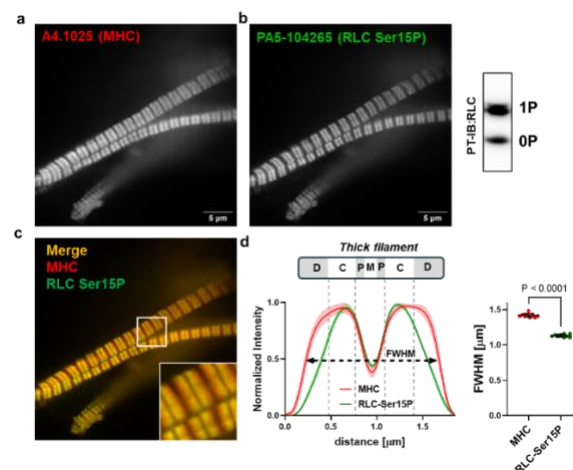 a
A4.1025 (MHC)
5 μm
b
PA5-104265 (RLC Ser15P)
5 μm
PT-IB:RLC
1P
0P
c
Merge
MHC
RLC Ser15P
d
Thick filament
D C P M P C D
Normalized Intensity
1.0
0.5
0.0
0.0 0.5 1.0 1.5
distance [μm]
FWHM
MHC
RLC-Ser15P
P < 0.0001
FWHM [μm]
1.5
1.0
0.5
0.0
MHC
RLC-Ser15P